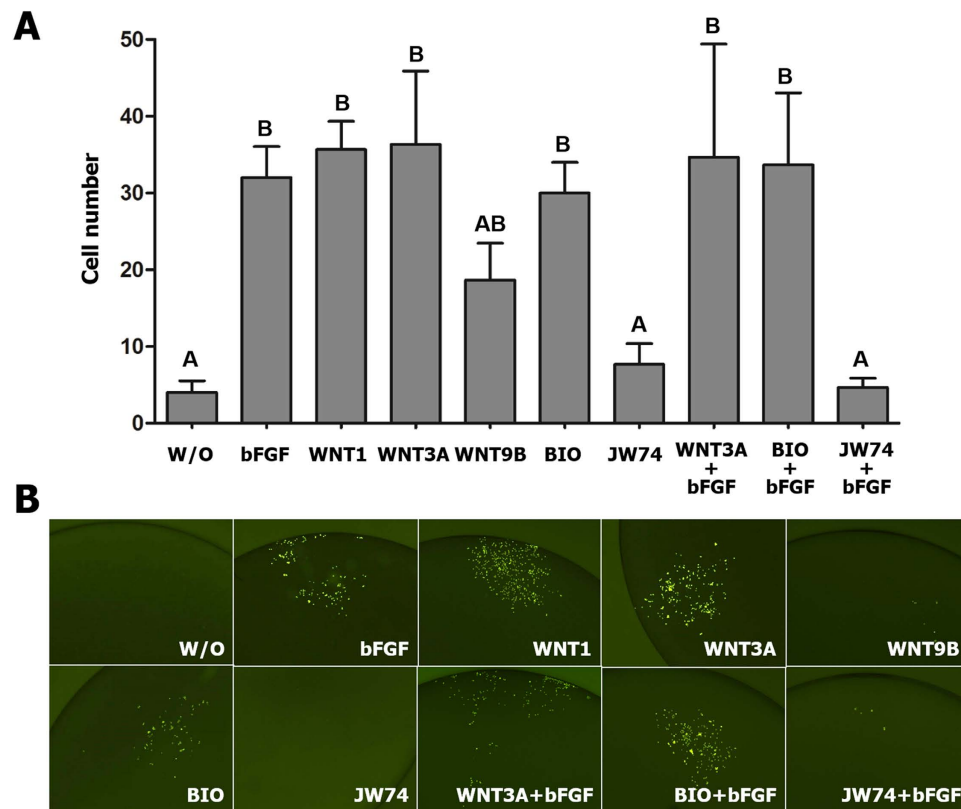 A
50
40
30
20
10
0
Cell number
A
B
B
B
AB
B
A
B
B
A
W/O bFGF WNT1 WNT3A WNT9B BIO JW74 WNT3A + bFGF BIO + bFGF JW74 + bFGF
B
W/O bFGF WNT1 WNT3A WNT9B
BIO JW74 WNT3A+bFGF BIO+bFGF JW74+bFGF